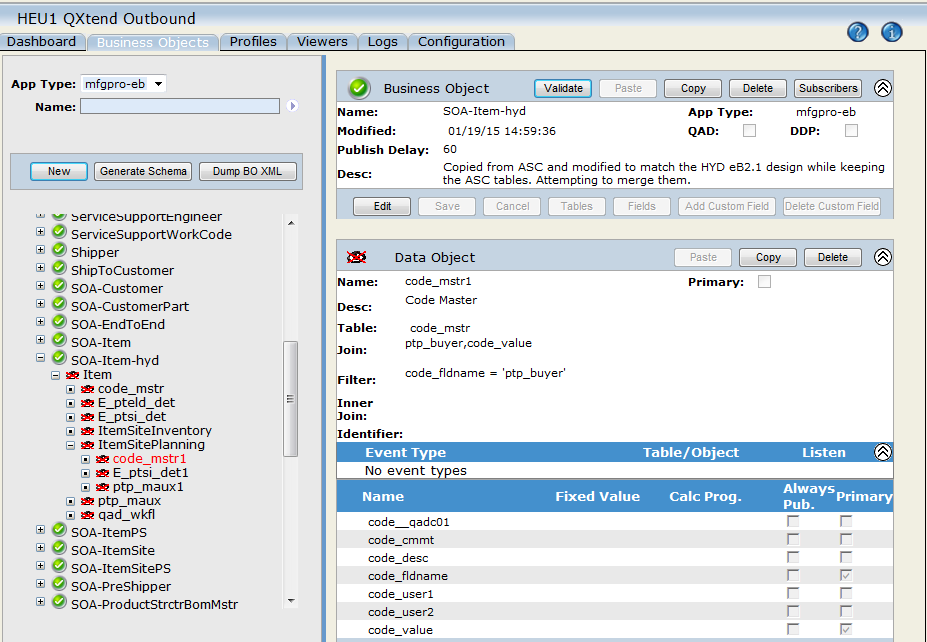 HEU1 QXtend Outbound
Dashboard Business Objects Profiles Viewers Logs Configuration
App Type: mfgpro-eb
Name:
New Generate Schema Dump BO XML
ServiceSupportEngineer
ServiceSupportWorkCode
Shipper
ShipToCustomer
SOA-Customer
SOA-CustomerPart
SOA-EndToEnd
SOA-Item
SOA-Item-hyd
Item
code_mstr
E_pteld_det
E_ptsi_det
ItemSiteInventory
ItemSitePlanning
code_mstr1
E_ptsi_det1
ptp_maux1
ptp_maux
qad_wkfl
SOA-ItemPS
SOA-ItemSite
SOA-ItemSitePS
SOA-PreShipper
SOA-ProductStrctrBomMstr
Business Object Validate Paste Copy Delete Subscribers
Name: SOA-Item-hyd App Type: mfgpro-eb
Modified: 01/19/15 14:59:36 QAD: DDP:
Publish Delay: 60
Desc: Copied from ASC and modified to match the HYD eB2.1 design while keeping
the ASC tables. Attempting to merge them.
Edit Save Cancel Tables Fields Add Custom Field Delete Custom Field
Data Object Paste Copy Delete
Name: code_mstr1 Primary:
Desc: Code Master
Table: code_mstr
Join: ptp_buyer,code_value
Filter: code_fldname = 'ptp_buyer'
Inner
Join:
Identifier:
Event Type Table/Object Listen
No event types
Name Fixed Value Calc Prog. Always Pub. Primary
code__qadc01
code_cmmt
code_desc
code_fldname
code_user1
code_user2
code_value